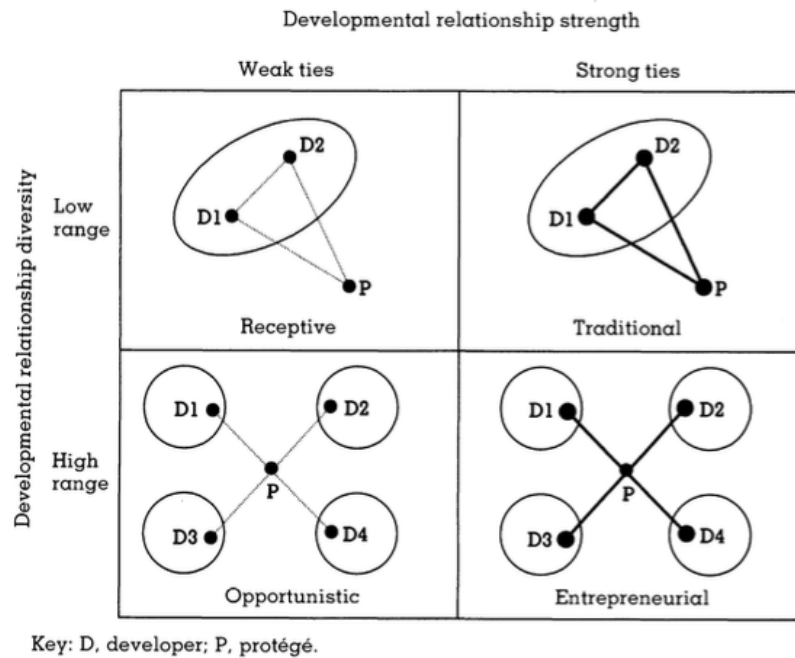 Developmental relationship strength
Weak ties
Strong ties
Developmental relationship diversity
Low
range
D2
D1
P
Receptive
D2
D1
P
Traditional
High
range
D1
D2
P
D3
D4
Opportunistic
D1
D2
P
D3
D4
Entrepreneurial
Key: D, developer; P, protégé.